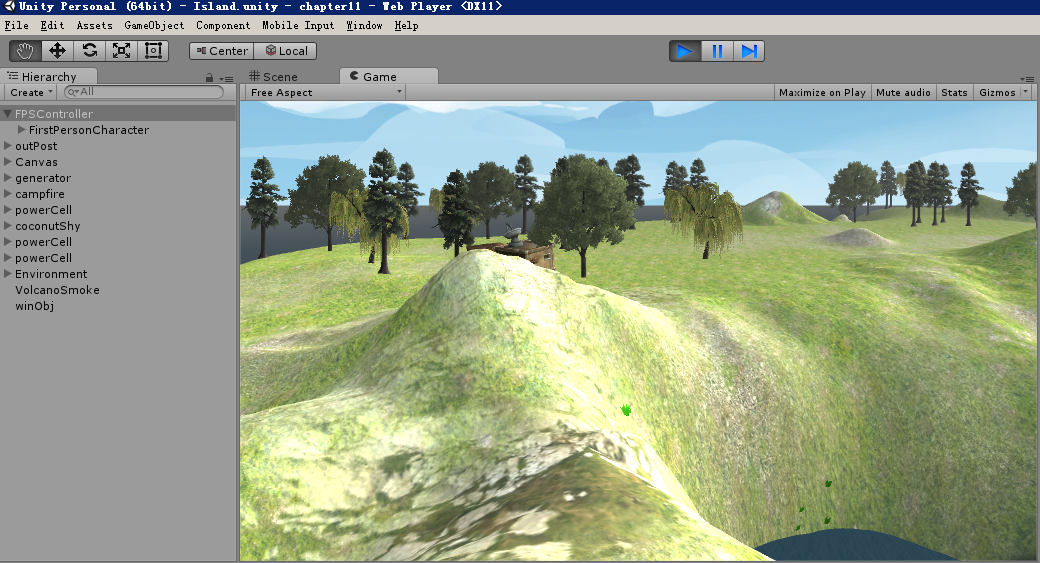 Unity Personal (64bit) - Island.unity - chapter11 - Web Player <DX11>
File Edit Assets GameObject Component Mobile Input Window Help
Center Local
Hierarchy Scene Game
Create All Free Aspect Maximize on Play Mute audio Stats Gizmos
FPSController
FirstPersonCharacter
outPost
Canvas
generator
campfire
powerCell
coconutShy
powerCell
powerCell
Environment
VolcanoSmoke
winObj